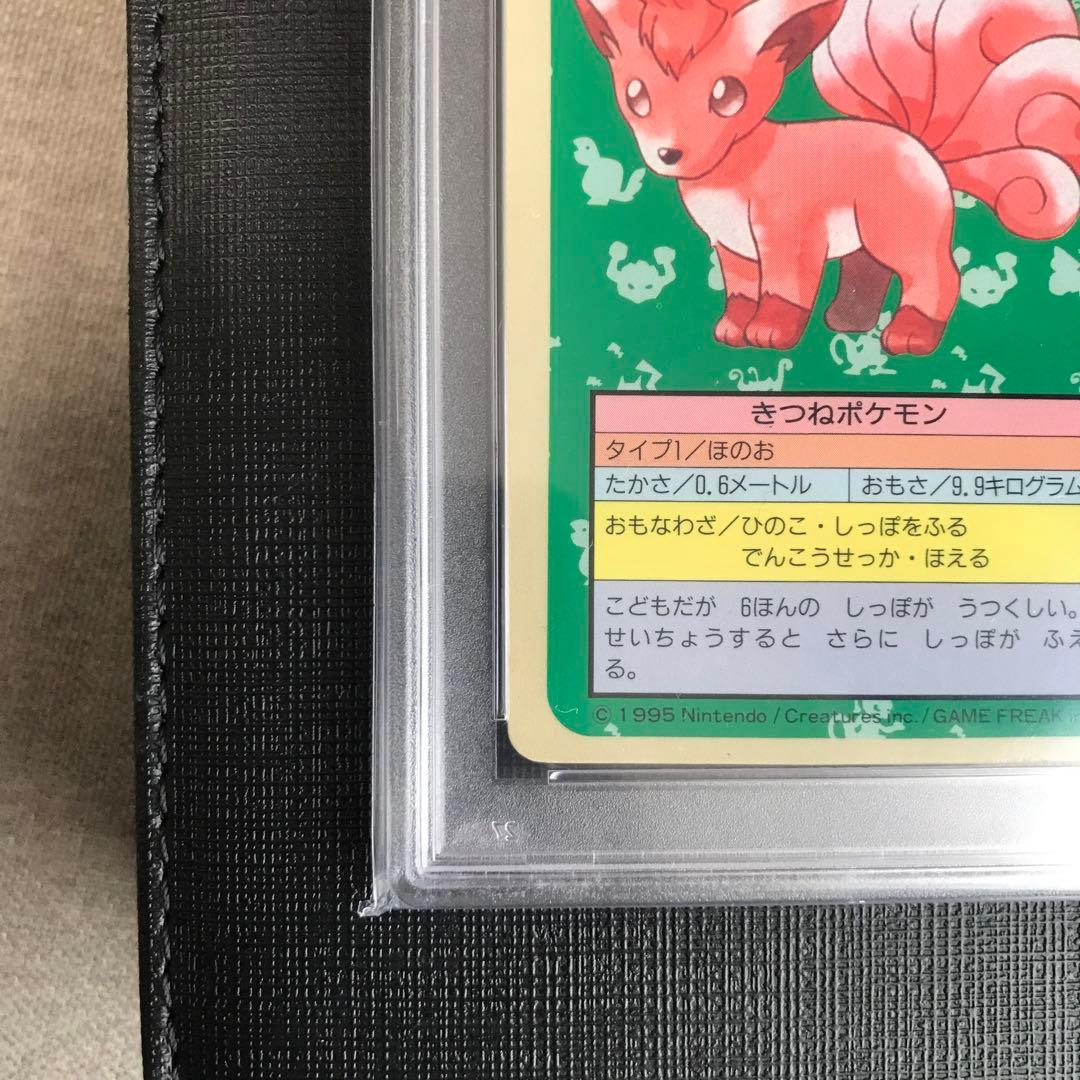 きつねポケモン
タイプ1/ほのお
たかさ/0.6メートル おもさ/9.9キログラム
おもなわざ/ひのこ・しっぽをふる
でんこうせっか・ほえる
こどもだが 6ほんの しっぽが うつくしい。
せいちょうすると さらに しっぽが ふえ
る。
© 1995 Nintendo / Creatures inc. / GAME FREAK